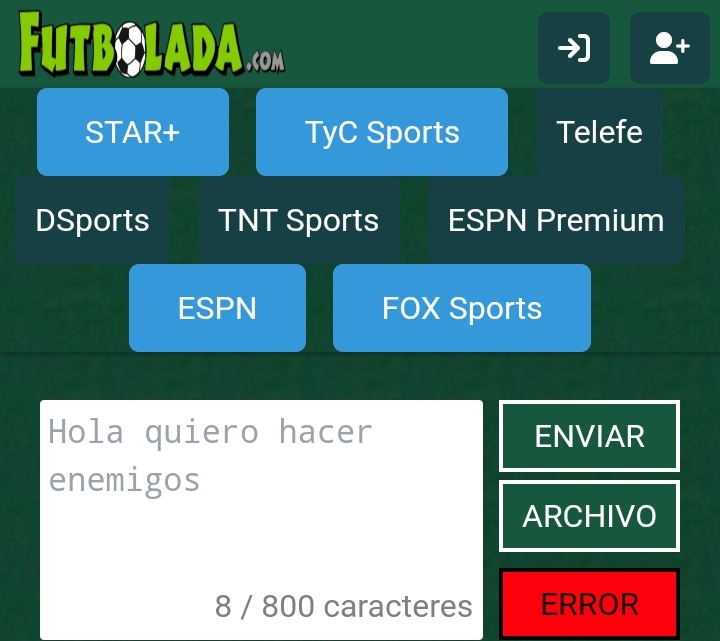 FUTBOLADA.COM
STAR+ TyC Sports Telefe
DSports TNT Sports ESPN Premium
ESPN FOX Sports
Hola quiero hacer
enemigos
8 / 800 caracteres
ENVIAR
ARCHIVO
ERROR